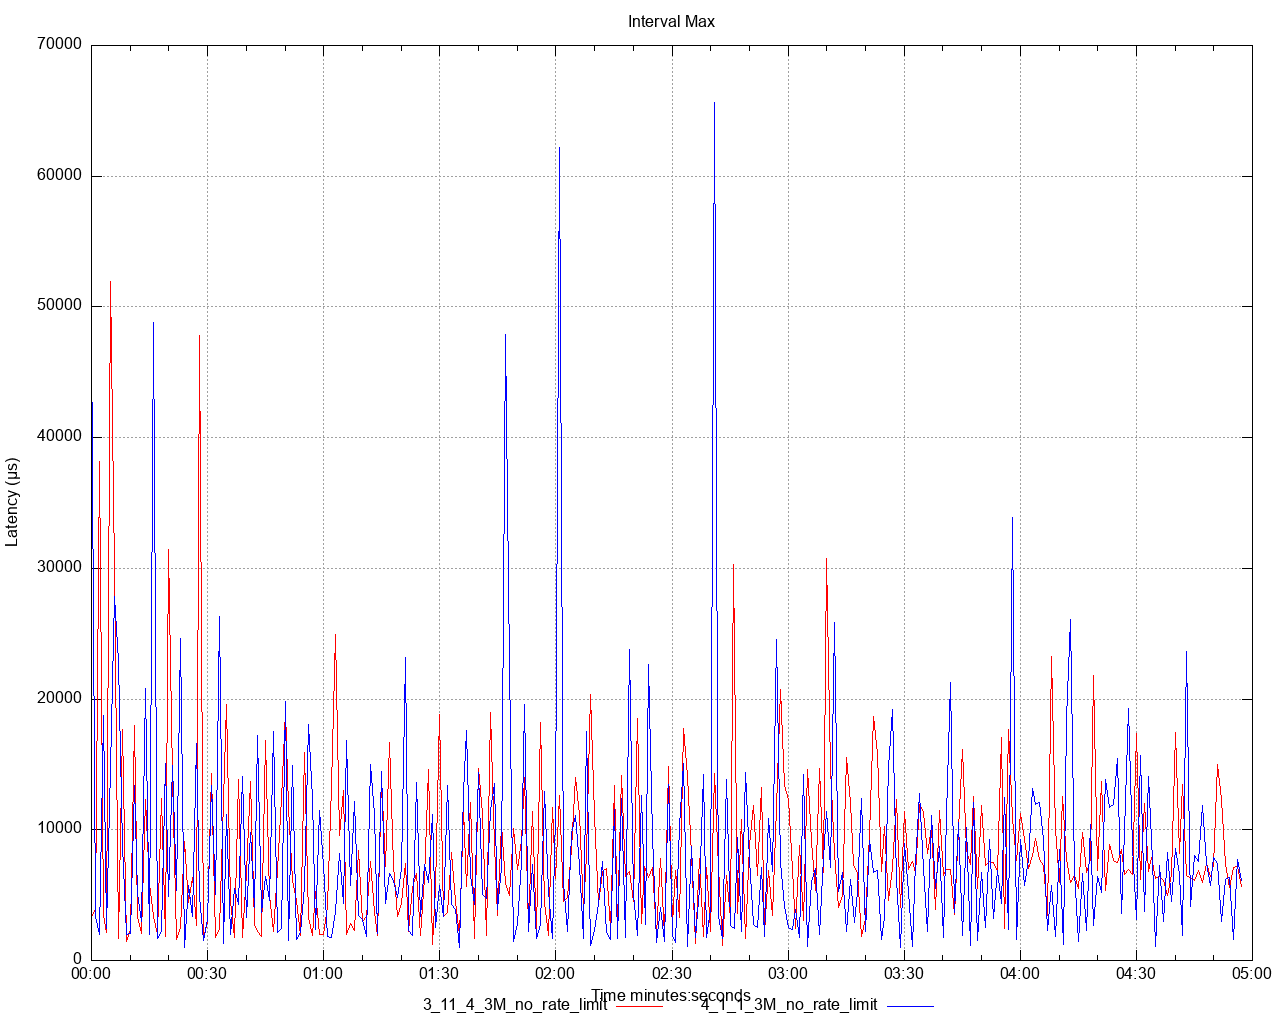 Interval Max
70000
60000
50000
40000
30000
20000
10000
0
Latency (µs)
00:00 00:30 01:00 01:30 02:00 02:30 03:00 03:30 04:00 04:30 05:00
Time minutes:seconds
3_11_4_3M_no_rate_limit 4_1_1_3M_no_rate_limit